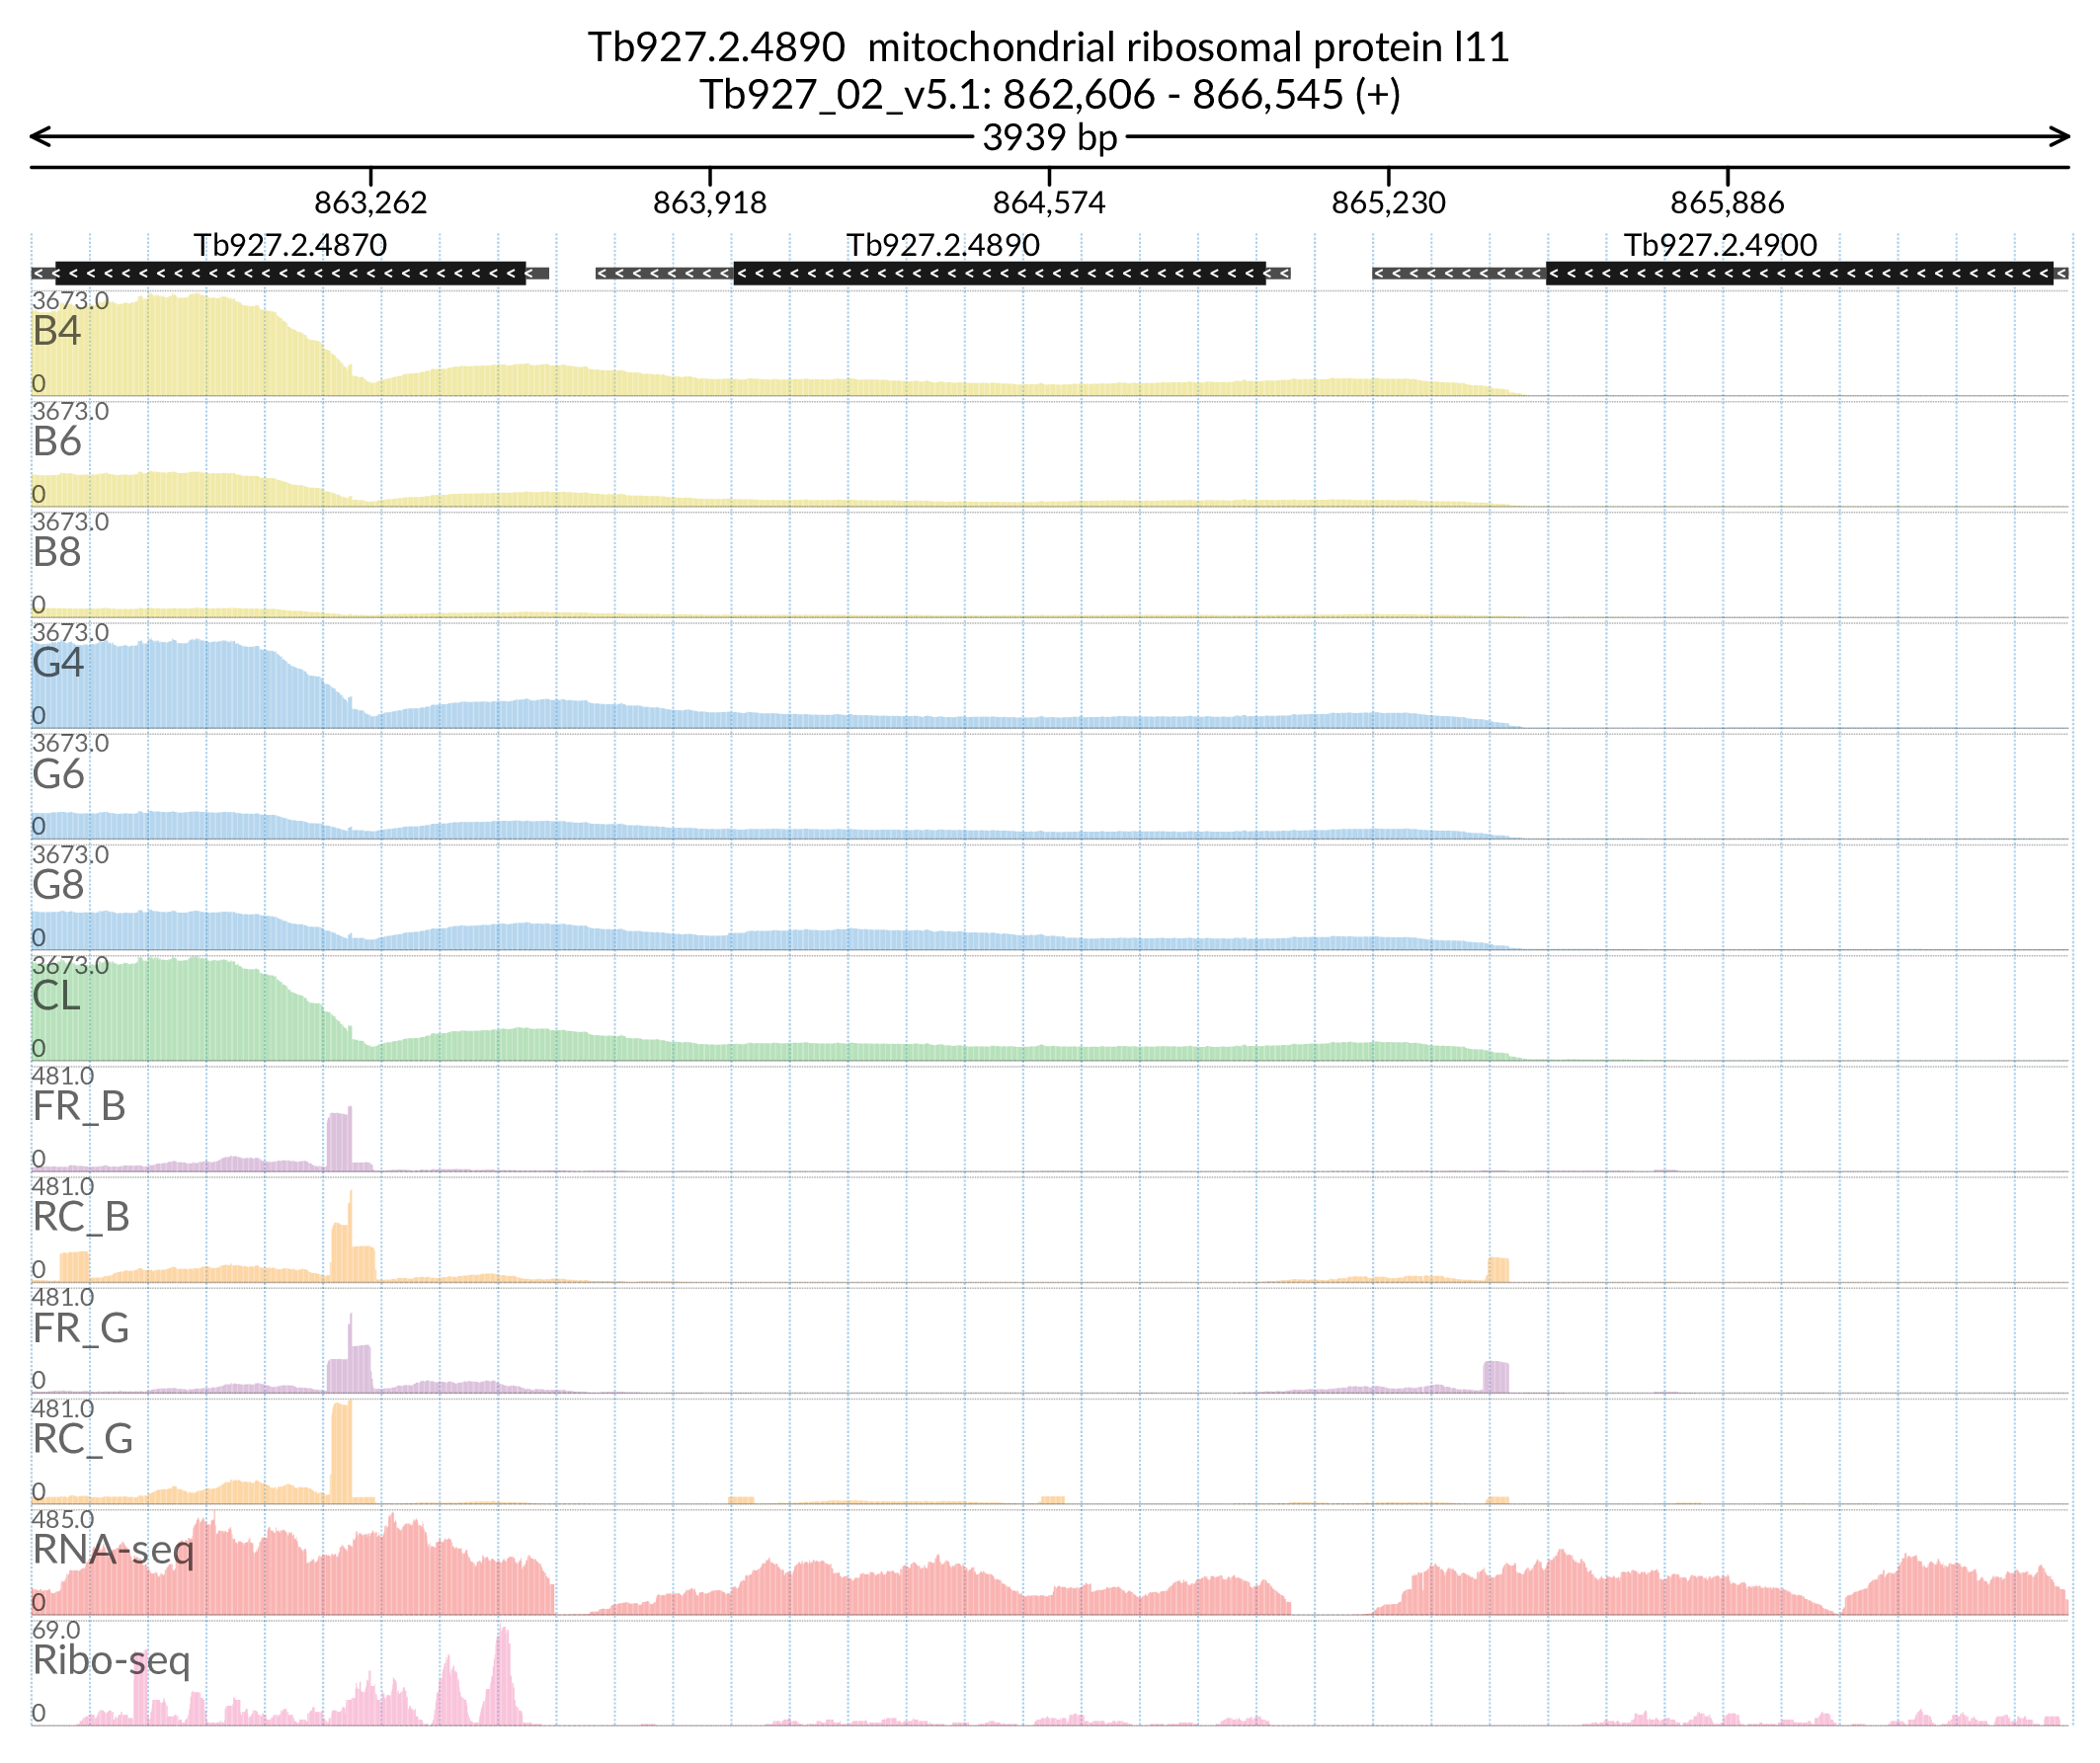 Tb927.2.4890  mitochondrial ribosomal protein l11
Tb927_02_v5.1: 862,606 - 866,545 (+)
3939 bp
863,262 863,918 864,574 865,230 865,886
Tb927.2.4870 Tb927.2.4890 Tb927.2.4900
3673.0
B4
0
3673.0
B6
0
3673.0
B8
0
3673.0
G4
0
3673.0
G6
0
3673.0
G8
0
3673.0
CL
0
481.0
FR_B
0
481.0
RC_B
0
481.0
FR_G
0
481.0
RC_G
0
485.0
RNA-seq
0
69.0
Ribo-seq
0